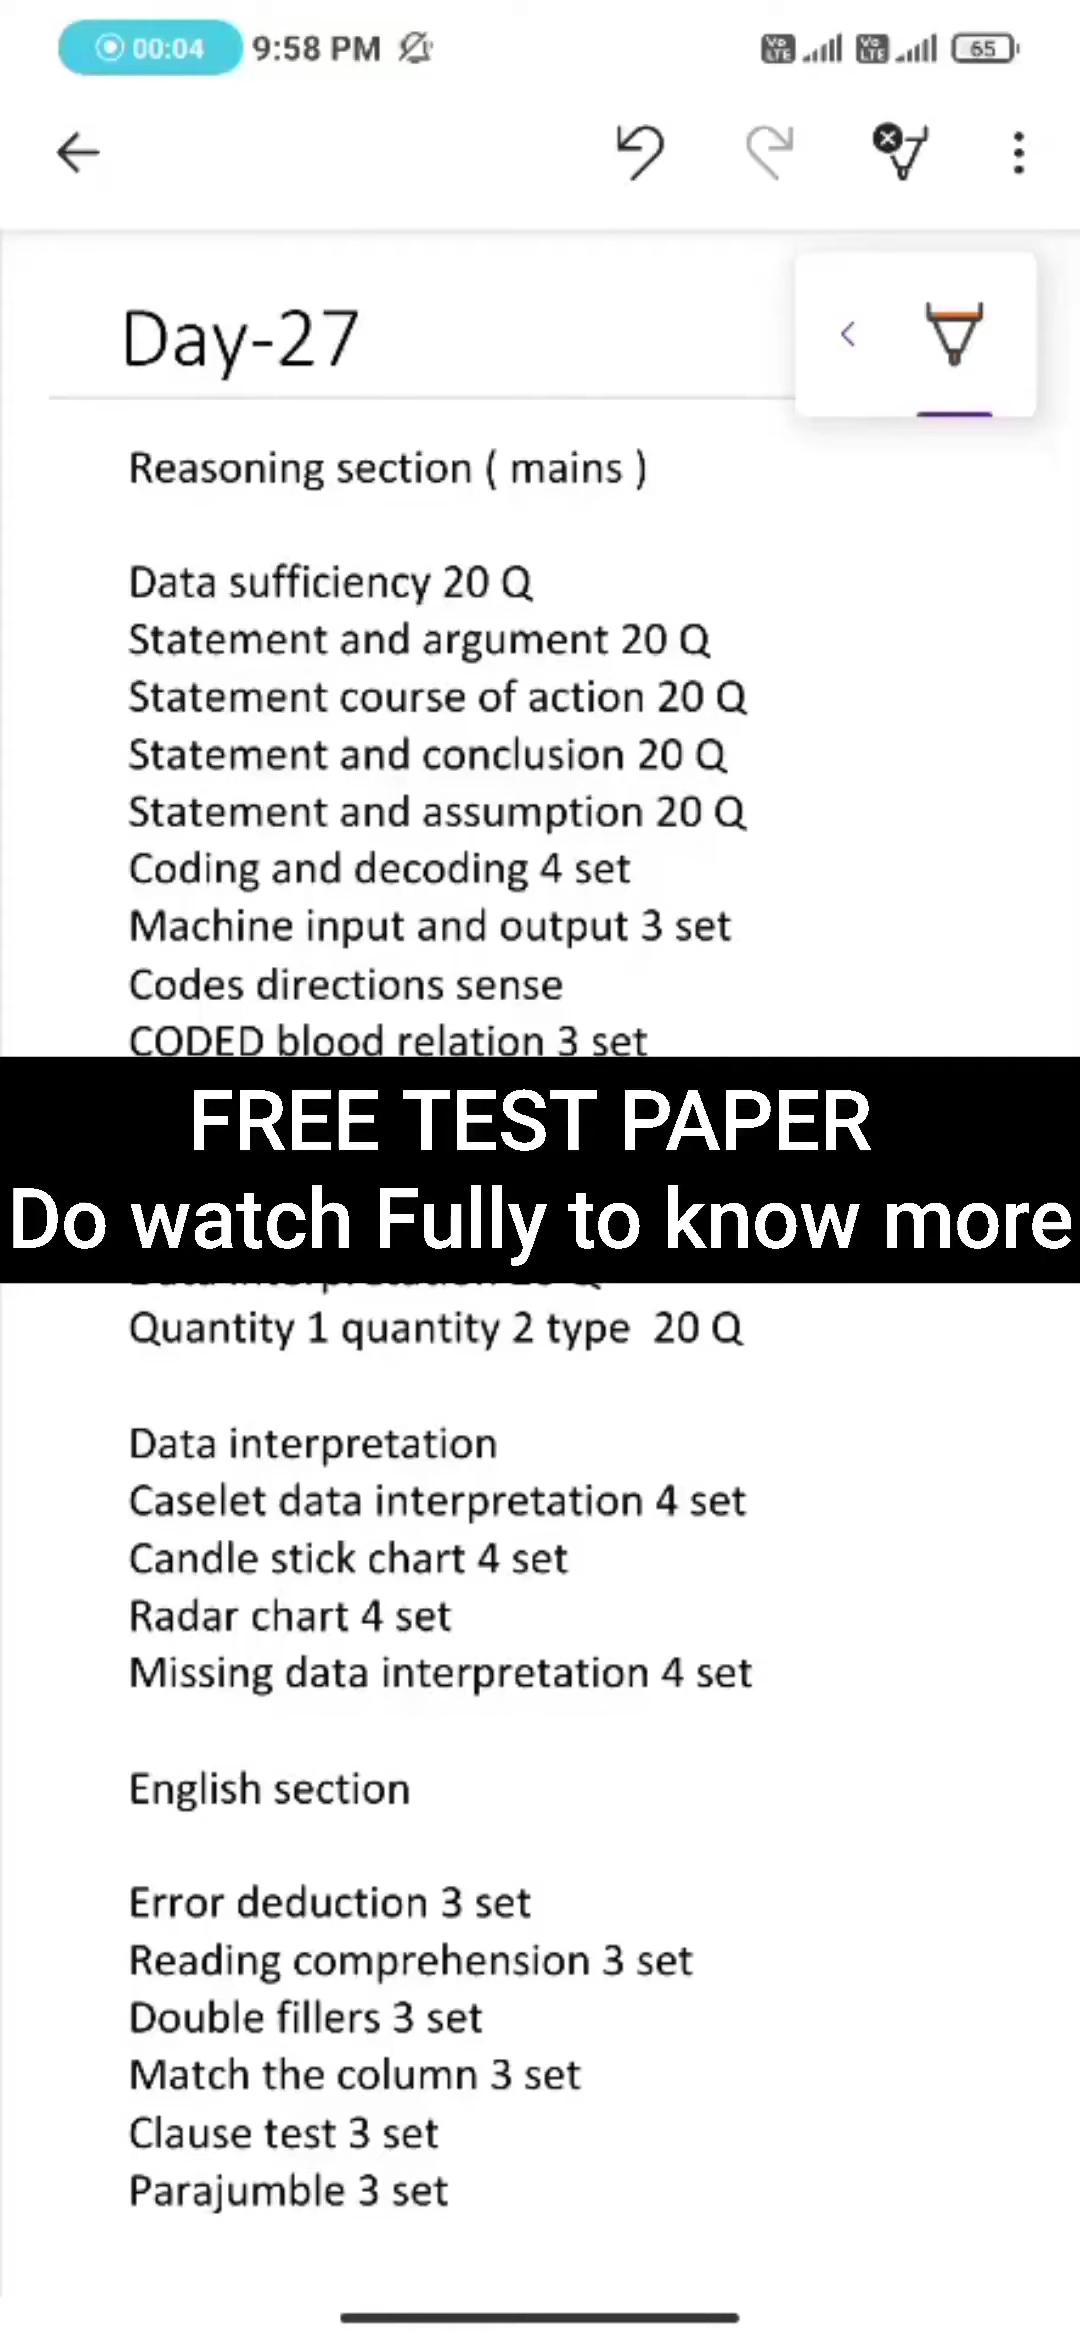 00:04 9:58 PM 65
Day-27
Reasoning section ( mains )
Data sufficiency 20 Q
Statement and argument 20 Q
Statement course of action 20 Q
Statement and conclusion 20 Q
Statement and assumption 20 Q
Coding and decoding 4 set
Machine input and output 3 set
Codes directions sense
CODED blood relation 3 set
FREE TEST PAPER
Do watch Fully to know more
Quantity 1 quantity 2 type 20 Q
Data interpretation
Caselet data interpretation 4 set
Candle stick chart 4 set
Radar chart 4 set
Missing data interpretation 4 set
English section
Error deduction 3 set
Reading comprehension 3 set
Double fillers 3 set
Match the column 3 set
Clause test 3 set
Parajumble 3 set